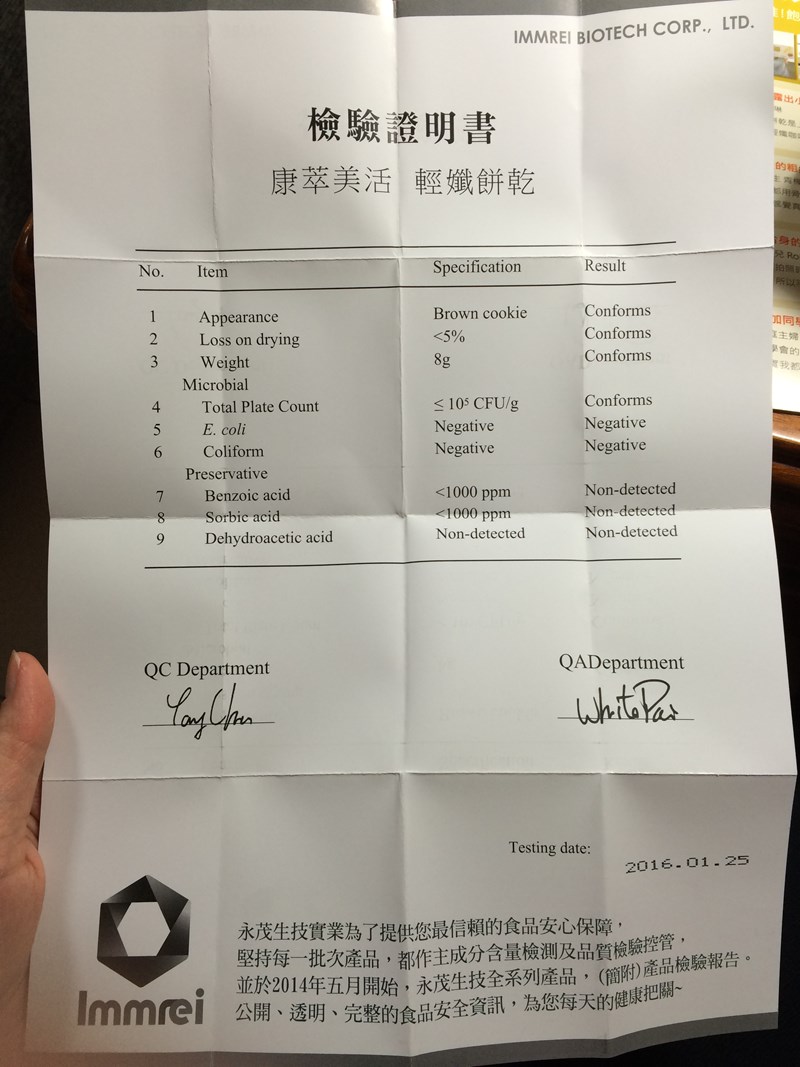 IMMREI BIOTECH CORP., LTD.
檢驗證明書
康萃美活 輕孅餅乾
No. Item Specification Result
1 Appearance Brown cookie Conforms
2 Loss on drying <5% Conforms
3 Weight 8g Conforms
Microbial
4 Total Plate Count ≤ 10⁵ CFU/g Conforms
5 E. coli Negative Negative
6 Coliform Negative Negative
Preservative
7 Benzoic acid <1000 ppm Non-detected
8 Sorbic acid <1000 ppm Non-detected
9 Dehydroacetic acid Non-detected Non-detected
QC Department QADepartment
White Pai
Testing date: 2016.01.25
永茂生技實業為了提供您最信賴的食品安心保障，
堅持每一批次產品，都作主成分含量檢測及品質檢驗控管，
並於2014年五月開始，永茂生技全系列產品，(簡附)產品檢驗報告。
公開、透明、完整的食品安全資訊，為您每天的健康把關~
Immrei